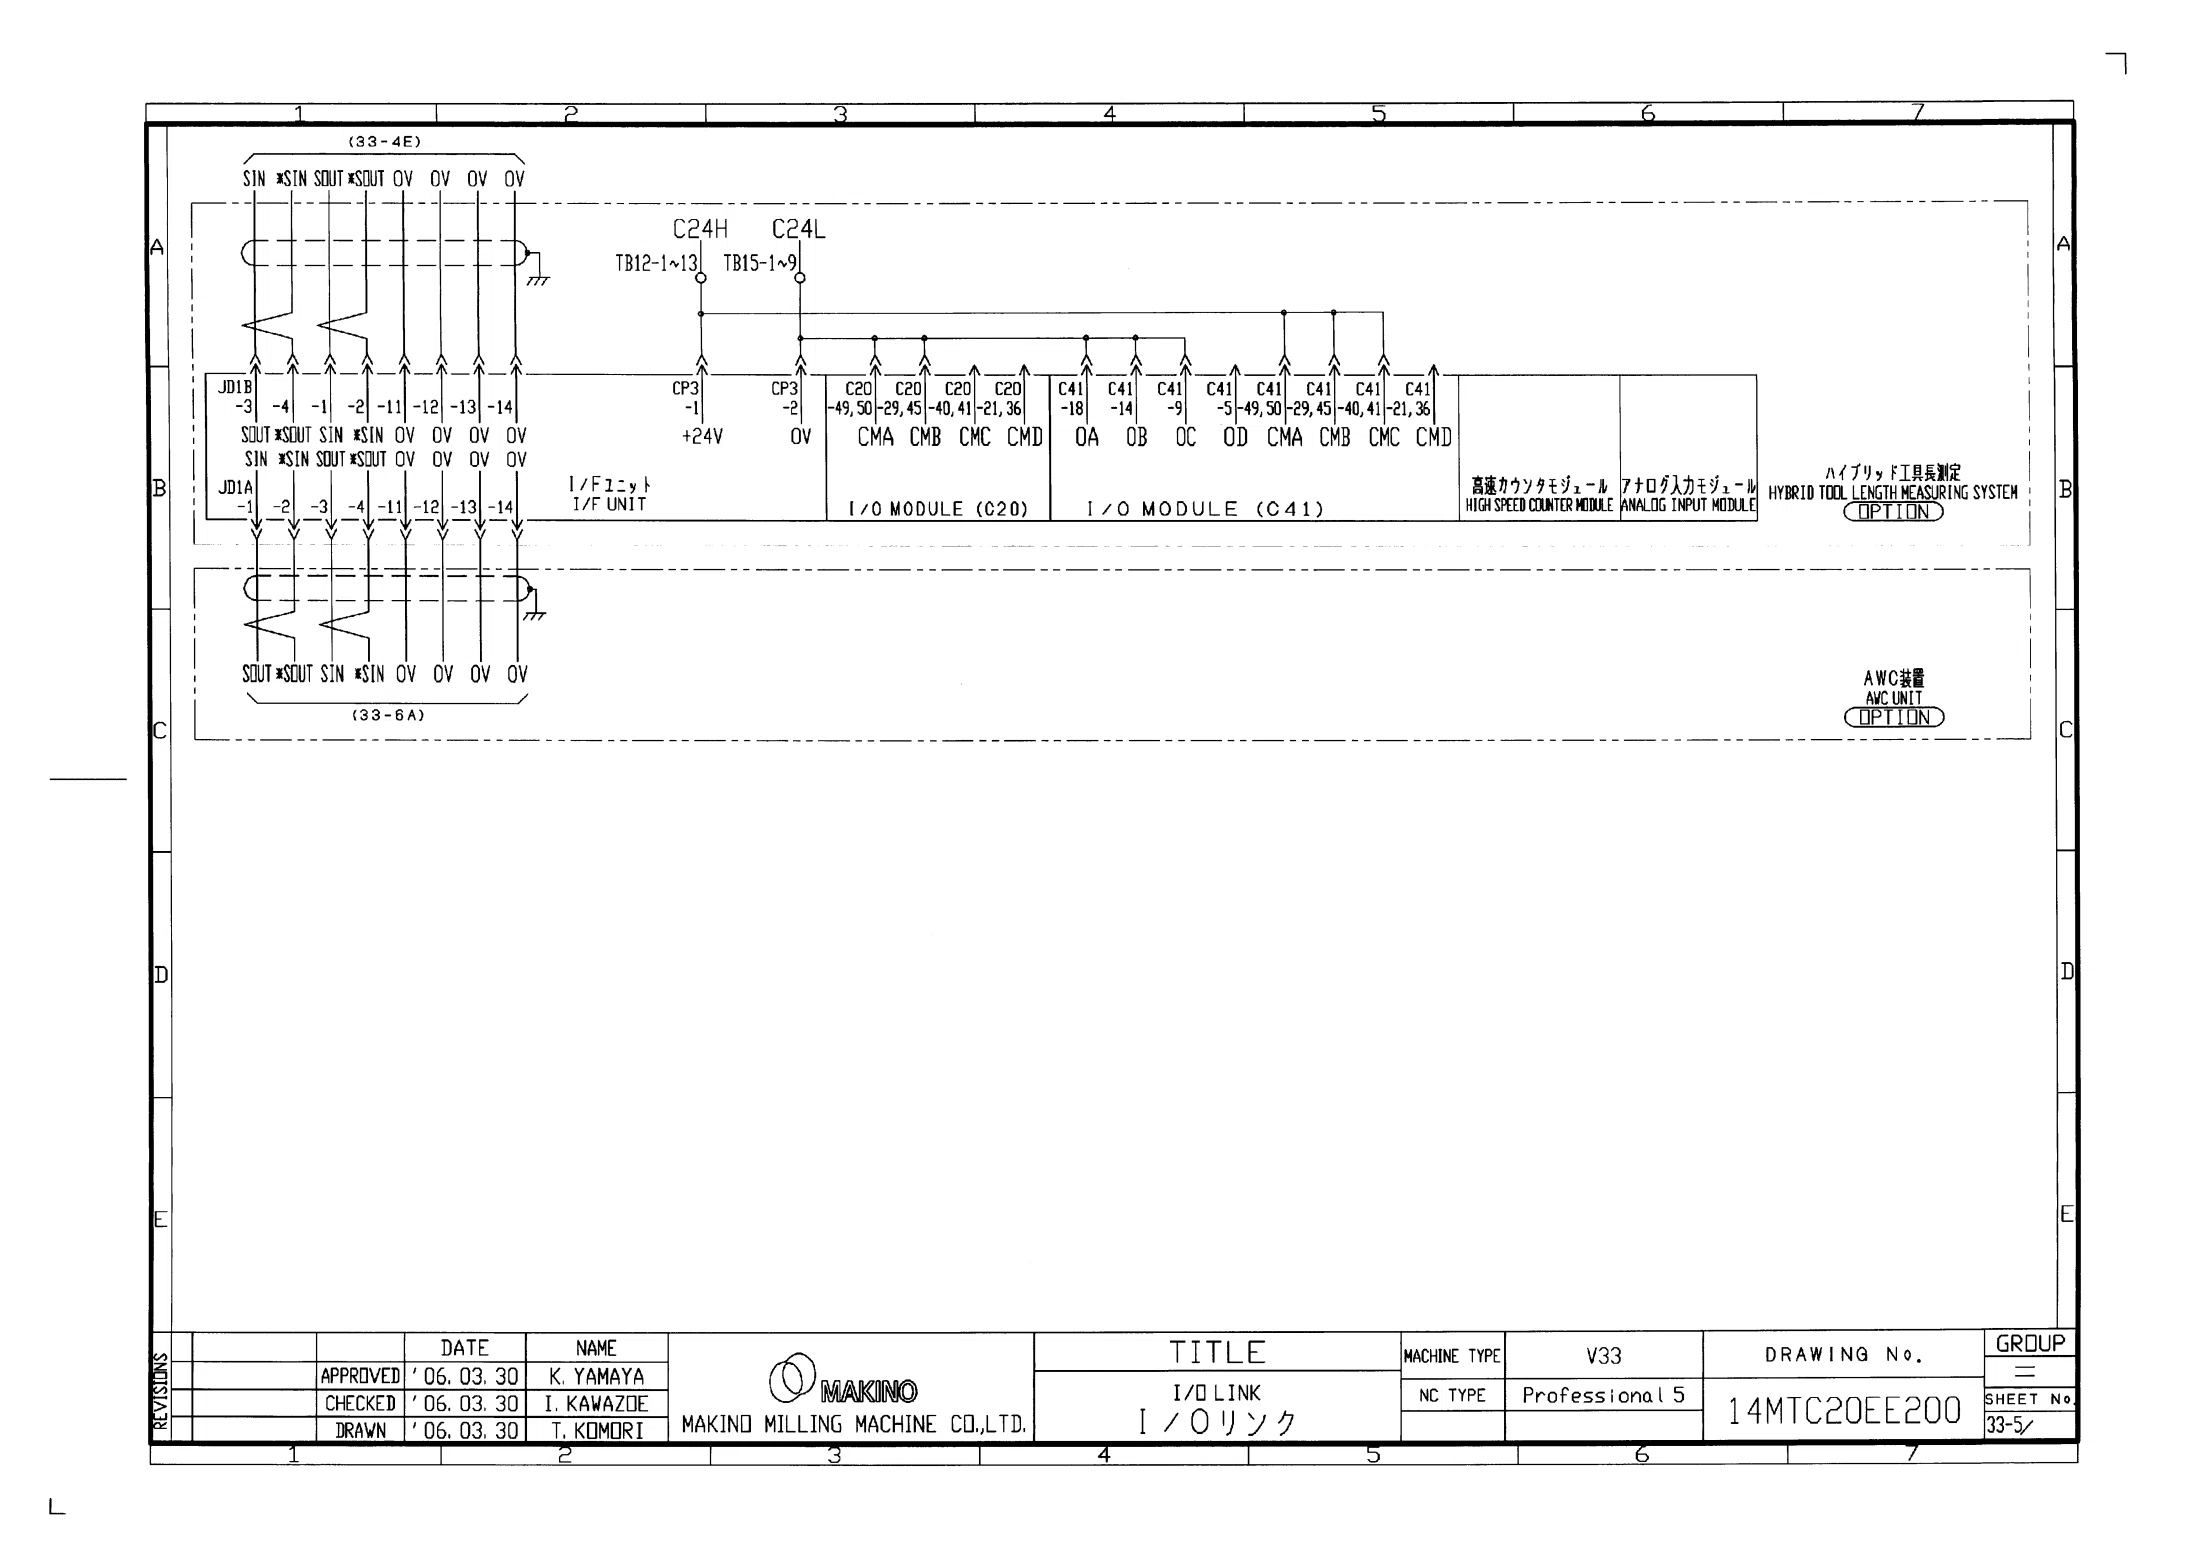 1 2 3 4 5 6 7
(33-4E)
SIN *SIN SOUT *SOUT 0V 0V 0V 0V
A A
C24H C24L
TB12-1~13 TB15-1~9
JD1B CP3 CP3 C20 C20 C20 C20 C41 C41 C41 C41 C41 C41 C41 C41
-3 -4 -1 -2 -11 -12 -13 -14 -1 -2 -49,50 -29,45 -40,41 -21,36 -18 -14 -9 -5 -49,50 -29,45 -40,41 -21,36
SOUT *SOUT SIN *SIN 0V 0V 0V 0V +24V 0V CMA CMB CMC CMD 0A 0B 0C 0D CMA CMB CMC CMD
SIN *SIN SOUT *SOUT 0V 0V 0V 0V
B B
JD1A
-1 -2 -3 -4 -11 -12 -13 -14
I/Fユニット
I/F UNIT
I/O MODULE (C20)
I/O MODULE (C41)
高速カウンタモジュール
HIGH SPEED COUNTER MODULE
アナログ入力モジュール
ANALOG INPUT MODULE
ハイブリッド工具長測定
HYBRID TOOL LENGTH MEASURING SYSTEM
OPTION
SOUT *SOUT SIN *SIN 0V 0V 0V 0V
(33-6A)
AWC装置
AWC UNIT
OPTION
C C
D D
E E
REVISIONS
DATE NAME
APPROVED '06.03.30 K. YAMAYA
CHECKED '06.03.30 I. KAWAZOE
DRAWN '06.03.30 T. KOMORI
MAKINO
MAKINO MILLING MACHINE CO.,LTD.
TITLE
I/O LINK
I/Oリンク
MACHINE TYPE V33
NC TYPE Professional 5
DRAWING No.
14MTC20EE200
GROUP
=
SHEET No.
33-5/
1 2 3 4 5 6 7